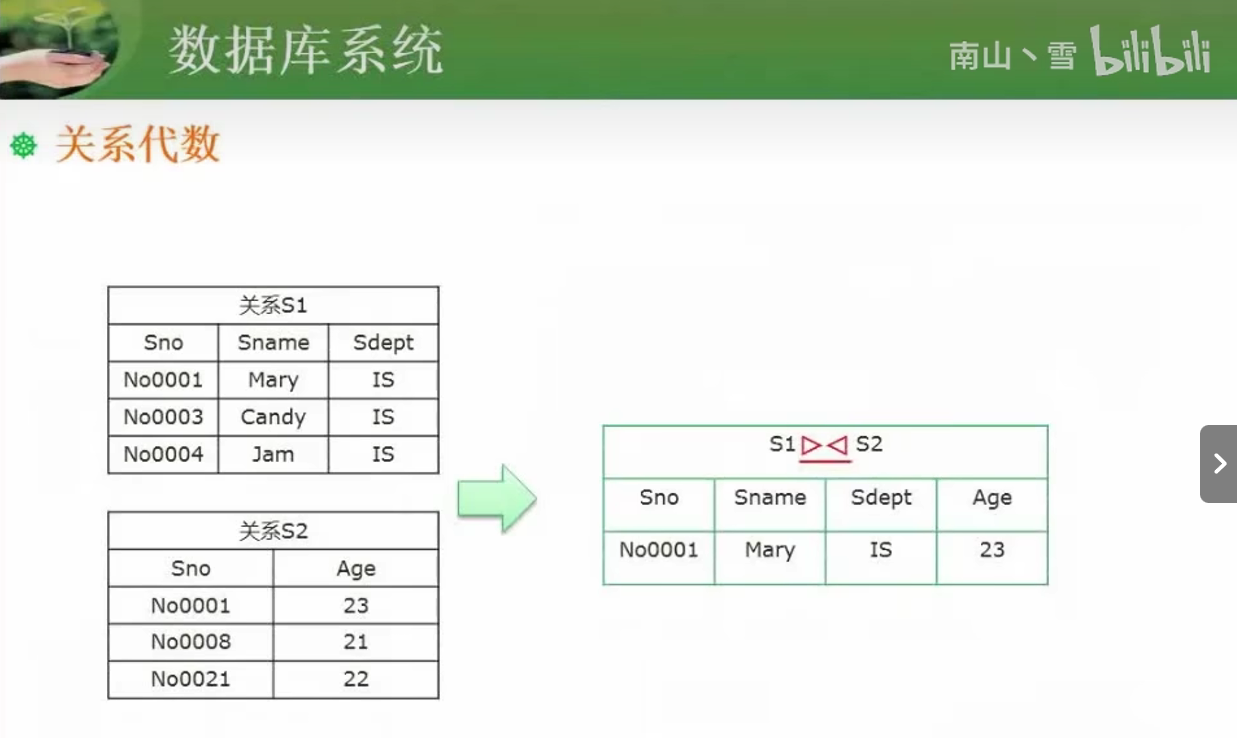 数据库系统
南山丶雪 bilibili
关系代数
关系S1
Sno Sname Sdept
No0001 Mary IS
No0003 Candy IS
No0004 Jam IS
关系S2
Sno Age
No0001 23
No0008 21
No0021 22
S1▷◁ S2
Sno Sname Sdept Age
No0001 Mary IS 23